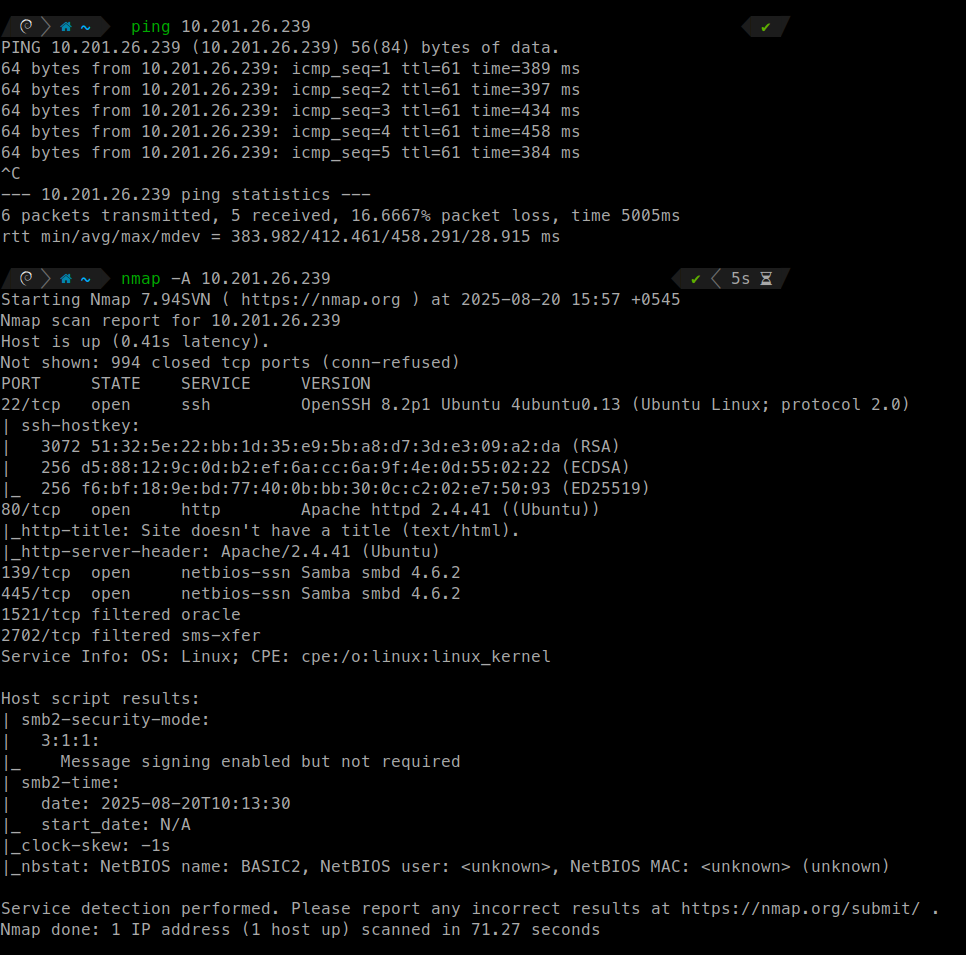 ~ ping 10.201.26.239 ✔
PING 10.201.26.239 (10.201.26.239) 56(84) bytes of data.
64 bytes from 10.201.26.239: icmp_seq=1 ttl=61 time=389 ms
64 bytes from 10.201.26.239: icmp_seq=2 ttl=61 time=397 ms
64 bytes from 10.201.26.239: icmp_seq=3 ttl=61 time=434 ms
64 bytes from 10.201.26.239: icmp_seq=4 ttl=61 time=458 ms
64 bytes from 10.201.26.239: icmp_seq=5 ttl=61 time=384 ms
^C
--- 10.201.26.239 ping statistics ---
6 packets transmitted, 5 received, 16.6667% packet loss, time 5005ms
rtt min/avg/max/mdev = 383.982/412.461/458.291/28.915 ms
~ nmap -A 10.201.26.239 ✔ 5s
Starting Nmap 7.94SVN ( https://nmap.org ) at 2025-08-20 15:57 +0545
Nmap scan report for 10.201.26.239
Host is up (0.41s latency).
Not shown: 994 closed tcp ports (conn-refused)
PORT     STATE    SERVICE     VERSION
22/tcp   open     ssh         OpenSSH 8.2p1 Ubuntu 4ubuntu0.13 (Ubuntu Linux; protocol 2.0)
| ssh-hostkey:
|   3072 51:32:5e:22:bb:1d:35:e9:5b:a8:d7:3d:e3:09:a2:da (RSA)
|   256 d5:88:12:9c:0d:b2:ef:6a:cc:6a:9f:4e:0d:55:02:22 (ECDSA)
|_  256 f6:bf:18:9e:bd:77:40:0b:bb:30:0c:c2:02:e7:50:93 (ED25519)
80/tcp   open     http        Apache httpd 2.4.41 ((Ubuntu))
|_http-title: Site doesn't have a title (text/html).
|_http-server-header: Apache/2.4.41 (Ubuntu)
139/tcp  open     netbios-ssn Samba smbd 4.6.2
445/tcp  open     netbios-ssn Samba smbd 4.6.2
1521/tcp filtered oracle
2702/tcp filtered sms-xfer
Service Info: OS: Linux; CPE: cpe:/o:linux:linux_kernel
Host script results:
| smb2-security-mode:
|   3:1:1:
|_    Message signing enabled but not required
| smb2-time:
|   date: 2025-08-20T10:13:30
|_  start_date: N/A
|_clock-skew: -1s
|_nbstat: NetBIOS name: BASIC2, NetBIOS user: <unknown>, NetBIOS MAC: <unknown> (unknown)
Service detection performed. Please report any incorrect results at https://nmap.org/submit/ .
Nmap done: 1 IP address (1 host up) scanned in 71.27 seconds